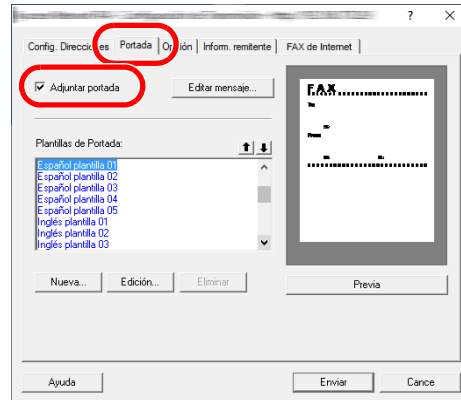 ?
Config. Direcciones Portada Opción Inform. remitente FAX de Internet
Adjuntar portada
Editar mensaje...
FAX
To:
From:
Plantillas de Portada:
Español plantilla 01
Español plantilla 02
Español plantilla 03
Español plantilla 04
Español plantilla 05
Inglés plantilla 01
Inglés plantilla 02
Inglés plantilla 03
Nueva... Edición... Eliminar
Previa
Ayuda
Enviar
Cance